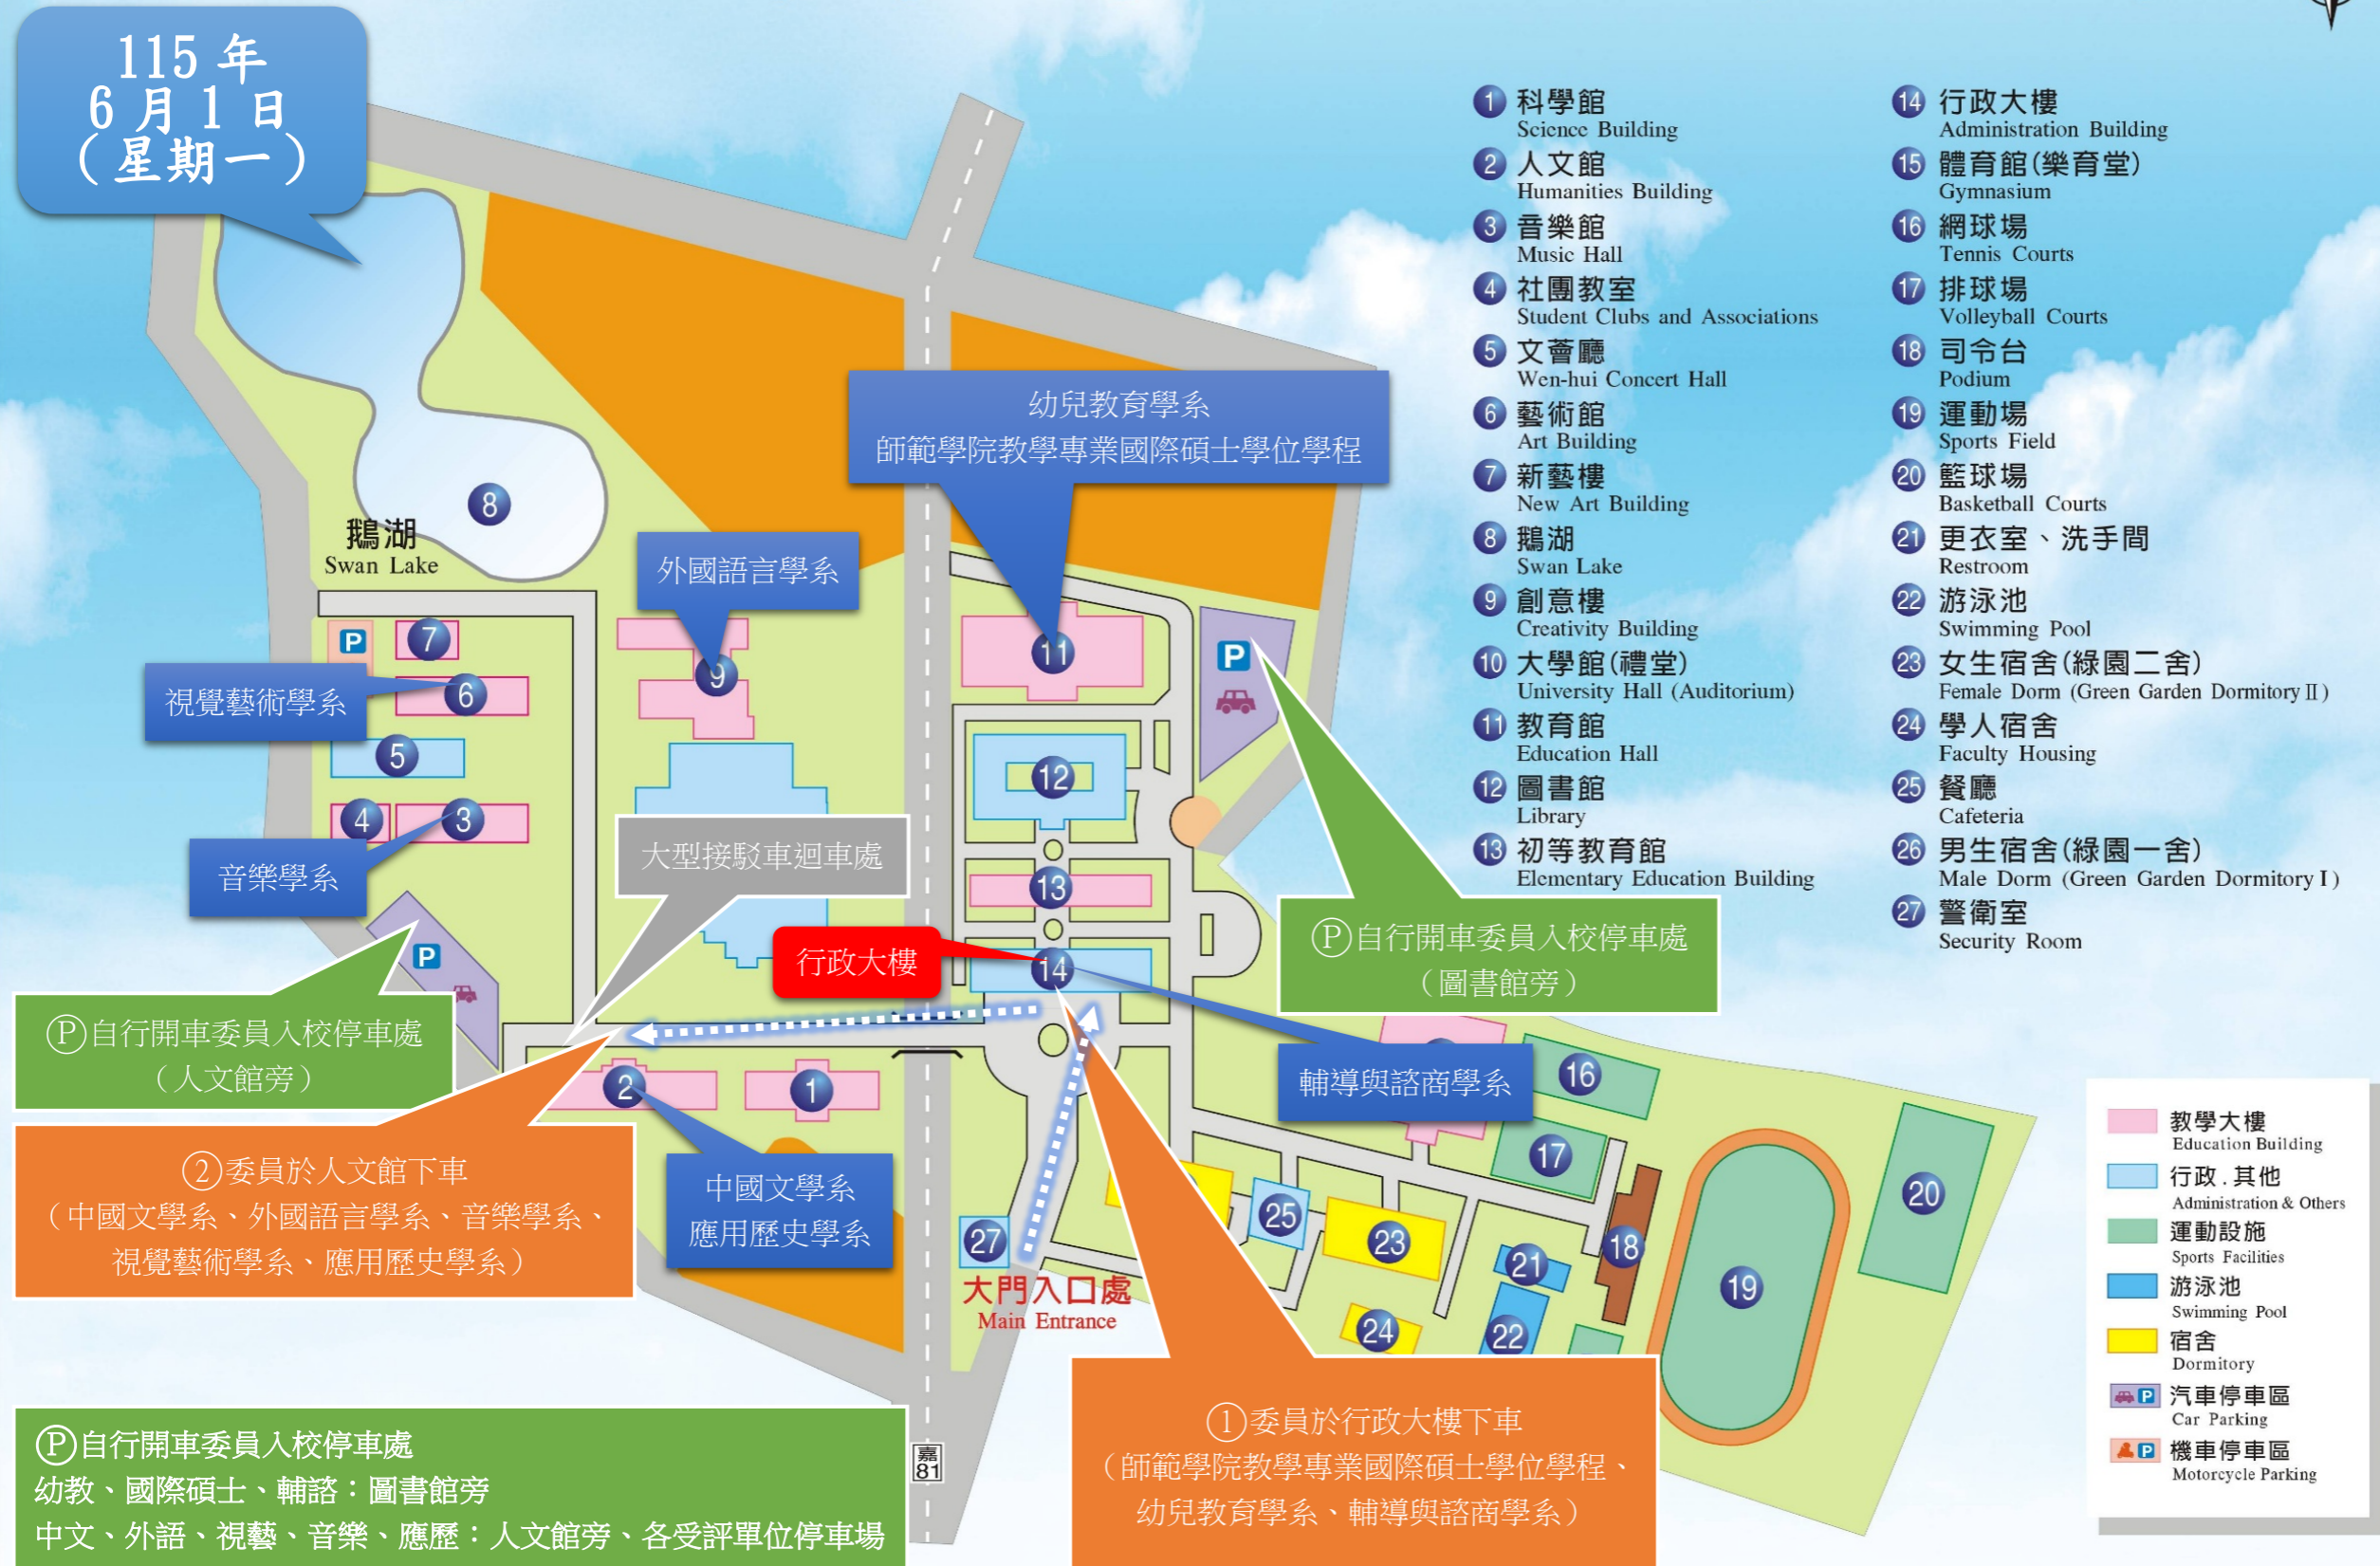 115 年
6 月 1 日
（星期一）
1 科學館
Science Building
2 人文館
Humanities Building
3 音樂館
Music Hall
4 社團教室
Student Clubs and Associations
5 文薈廳
Wen-hui Concert Hall
6 藝術館
Art Building
7 新藝樓
New Art Building
8 鵝湖
Swan Lake
9 創意樓
Creativity Building
10 大學館(禮堂)
University Hall (Auditorium)
11 教育館
Education Hall
12 圖書館
Library
13 初等教育館
Elementary Education Building
14 行政大樓
Administration Building
15 體育館(樂育堂)
Gymnasium
16 網球場
Tennis Courts
17 排球場
Volleyball Courts
18 司令台
Podium
19 運動場
Sports Field
20 籃球場
Basketball Courts
21 更衣室、洗手間
Restroom
22 游泳池
Swimming Pool
23 女生宿舍(綠園二舍)
Female Dorm (Green Garden Dormitory Ⅱ)
24 學人宿舍
Faculty Housing
25 餐廳
Cafeteria
26 男生宿舍(綠園一舍)
Male Dorm (Green Garden Dormitory Ⅰ)
27 警衛室
Security Room
幼兒教育學系
師範學院教學專業國際碩士學位學程
8
鵝湖
Swan Lake
外國語言學系
P
7
9
11
P
視覺藝術學系
6
5
12
4
3
大型接駁車迴車處
音樂學系
13
P
行政大樓
14
Ⓟ自行開車委員入校停車處
（圖書館旁）
Ⓟ自行開車委員入校停車處
（人文館旁）
輔導與諮商學系
16
2
1
②委員於人文館下車
（中國文學系、外國語言學系、音樂學系、
視覺藝術學系、應用歷史學系）
中國文學系
應用歷史學系
17
20
25
23
18
27
21
19
大門入口處
Main Entrance
24
22
①委員於行政大樓下車
（師範學院教學專業國際碩士學位學程、
幼兒教育學系、輔導與諮商學系）
嘉
81
Ⓟ自行開車委員入校停車處
幼教、國際碩士、輔諮：圖書館旁
中文、外語、視藝、音樂、應歷：人文館旁、各受評單位停車場
教學大樓
Education Building
行政.其他
Administration & Others
運動設施
Sports Facilities
游泳池
Swimming Pool
宿舍
Dormitory
P 汽車停車區
Car Parking
P 機車停車區
Motorcycle Parking